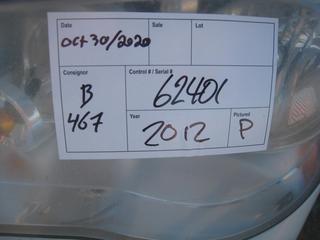 Date Sale Lot
Oct 30/2020
Consignor Control # / Serial #
B 62401
467 Year Pictured
2012 P